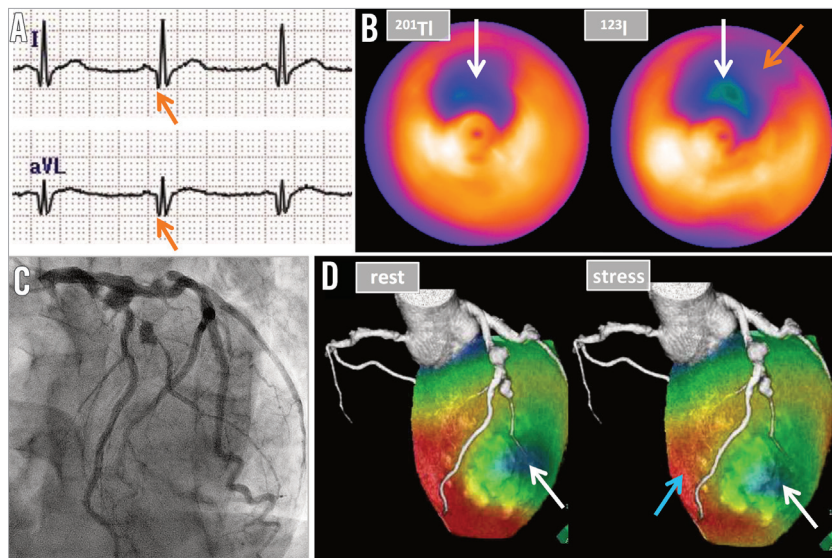 A
I
aVL
B
²⁰¹Tl
¹²³I
C
D
rest
stress